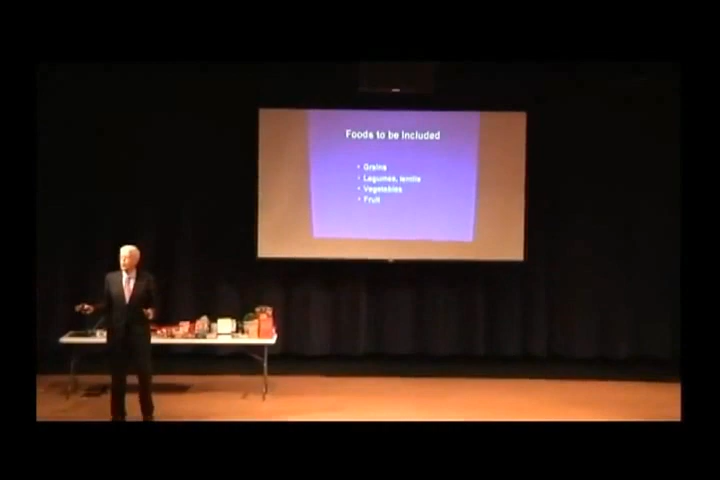 Foods to be Included
• Grains
• Legumes, lentils
• Vegetables
• Fruit